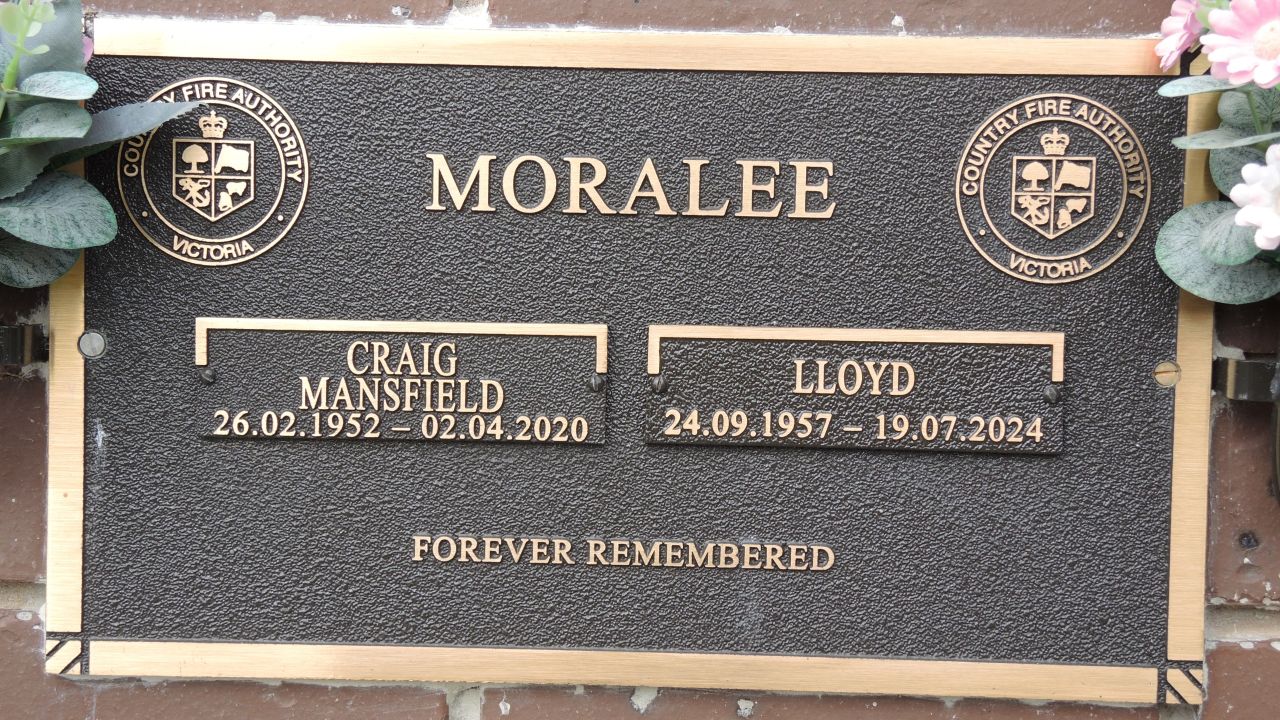 COUNTRY FIRE AUTHORITY
VICTORIA
MORALEE
COUNTRY FIRE AUTHORITY
VICTORIA
CRAIG
MANSFIELD
26.02.1952 – 02.04.2020
LLOYD
24.09.1957 – 19.07.2024
FOREVER REMEMBERED